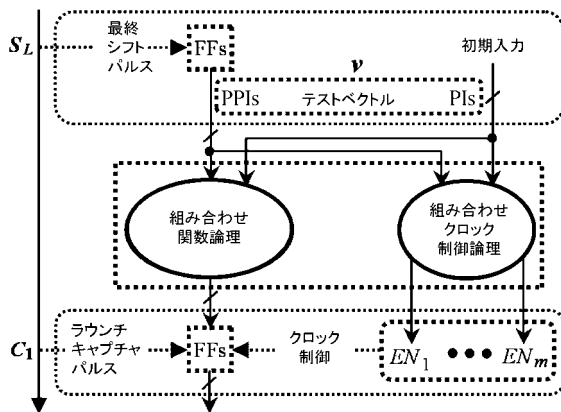 S_L
最終
シフト
パルス
FFs
初期入力
v
PPIs テストベクトル PIs
組み合わせ
関数論理
組み合わせ
クロック
制御論理
C_1
ラウンチ
キャプチャ
パルス
FFs
クロック
制御
EN_1 ••• EN_m